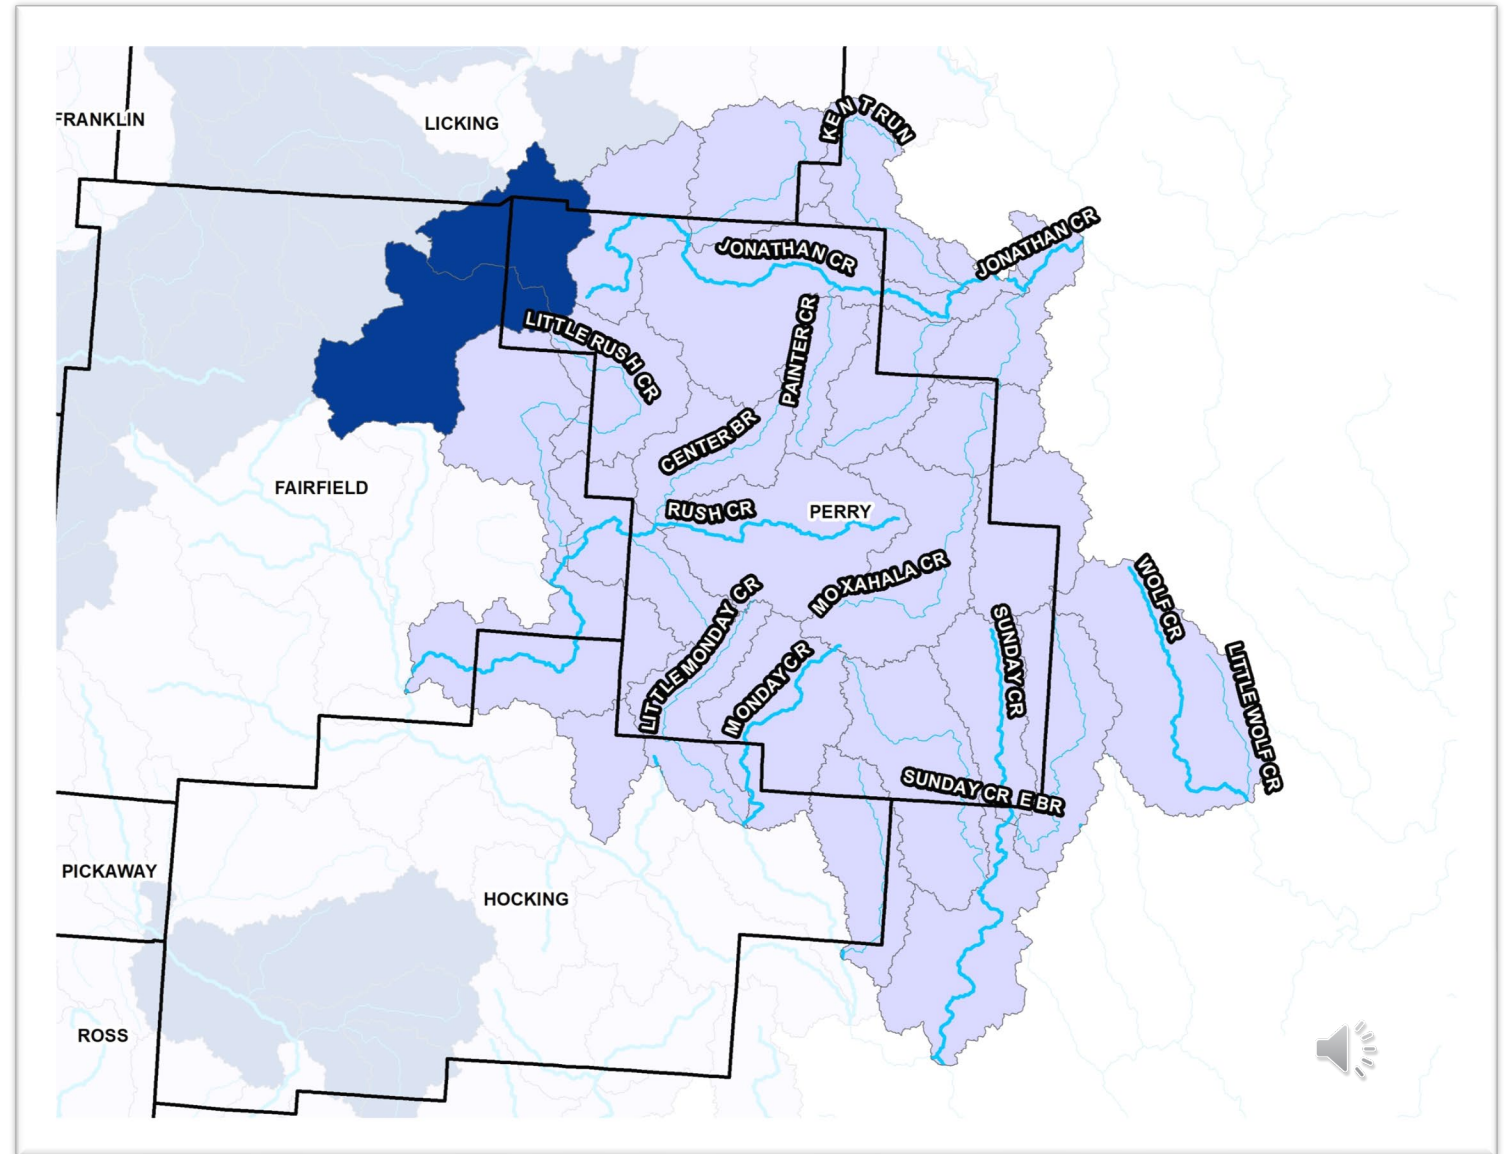 KENT RUN
FRANKLIN
LICKING
JONATHAN CR
JONATHAN CR
LITTLE RUSH CR
PAINTER CR
CENTER BR
FAIRFIELD
RUSH CR
PERRY
MOXAHALA CR
WOLF CR
LITTLE MONDAY CR
MONDAY CR
SUNDAY CR
LITTLE WOLF CR
SUNDAY CR E BR
PICKAWAY
HOCKING
ROSS